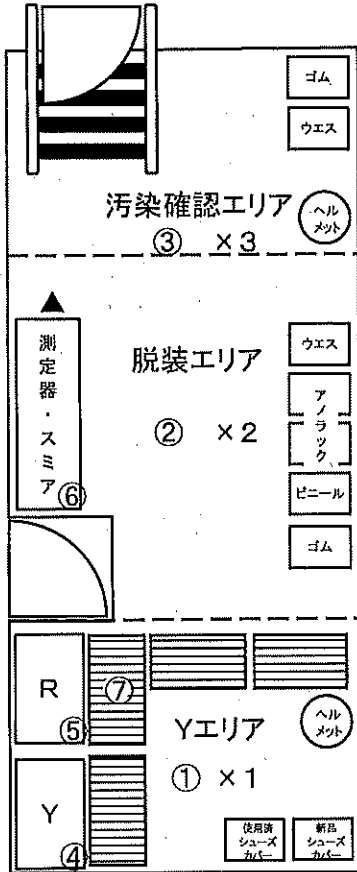 ゴム
ウエス
汚染確認エリア
ヘル
メット
③ ×3
測定器・スミア
⑥
脱装エリア
② ×2
ウエス
アノラック
ビニール
ゴム
R
⑤
⑦
Yエリア
ヘル
メット
① ×1
Y
④
使用済
シューズ
カバー
新品
シューズ
カバー